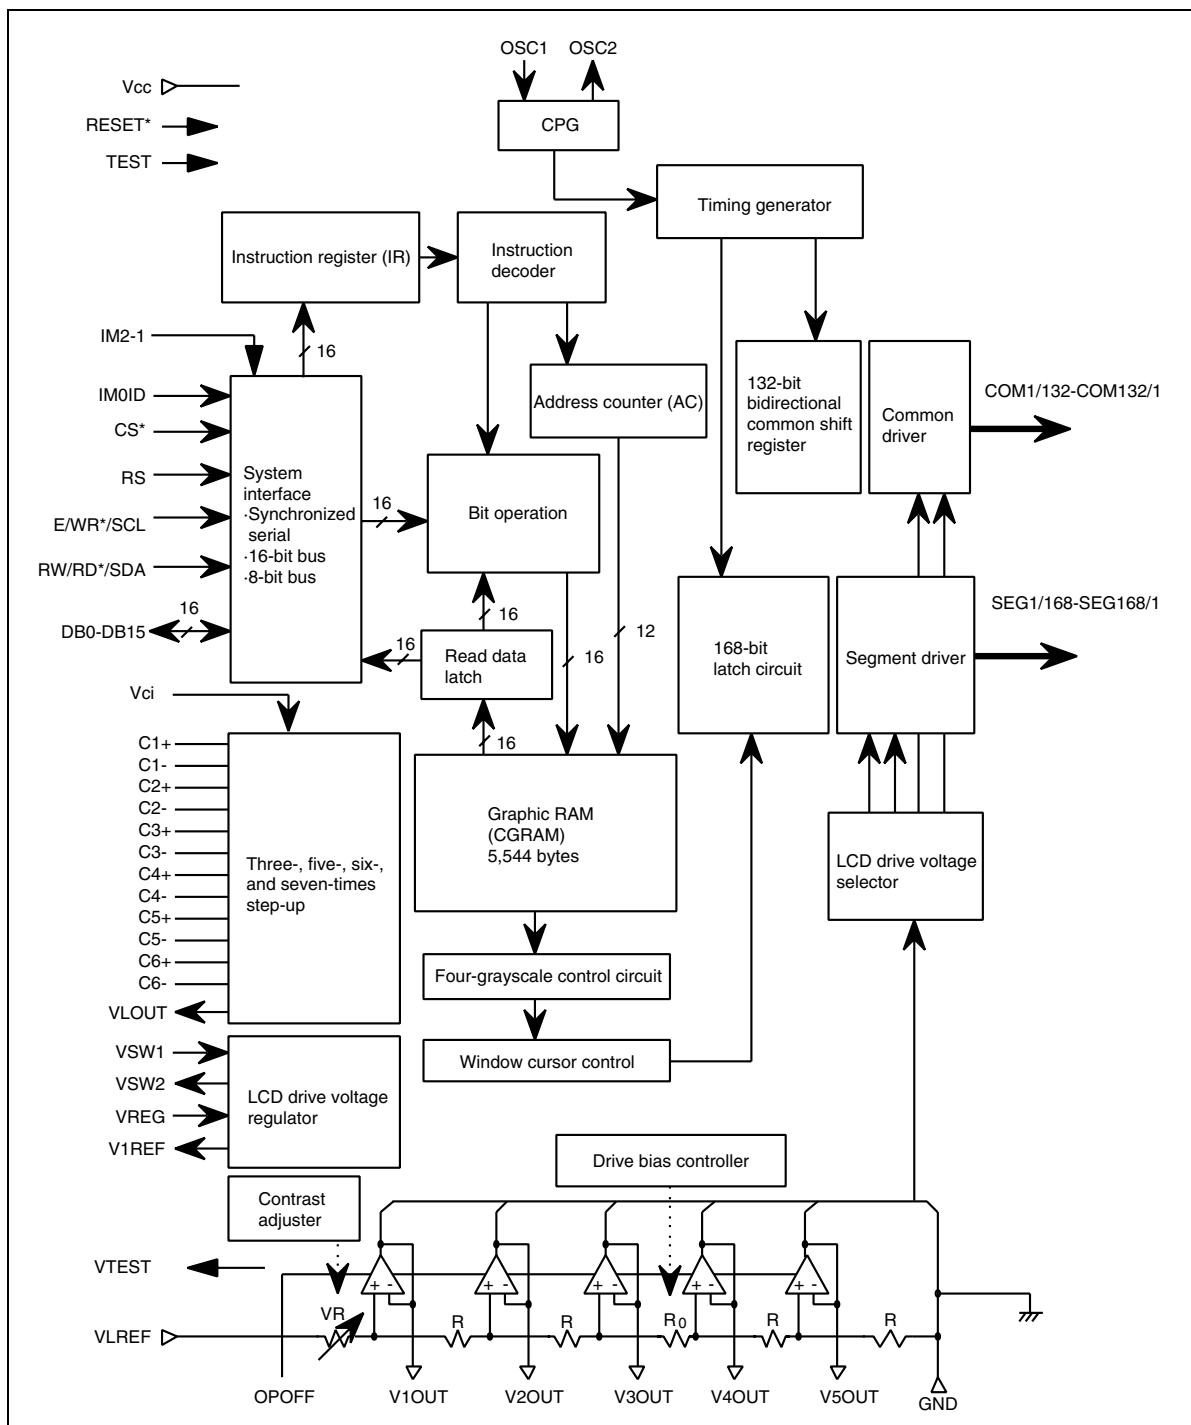 OSC1 OSC2
Vcc
RESET*
TEST
CPG
Timing generator
Instruction register (IR)
Instruction
decoder
IM2-1
16
IM0ID
CS*
RS
E/WR*/SCL
RW/RD*/SDA
16
DB0-DB15
System
interface
·Synchronized
serial
·16-bit bus
·8-bit bus
Address counter (AC)
132-bit
bidirectional
common shift
register
Common
driver
COM1/132-COM132/1
16
Bit operation
16
16
Read data
latch
16
12
16
168-bit
latch circuit
Segment driver
SEG1/168-SEG168/1
Vci
C1+
C1-
C2+
C2-
C3+
C3-
C4+
C4-
C5+
C5-
C6+
C6-
VLOUT
Three-, five-, six-,
and seven-times
step-up
Graphic RAM
(CGRAM)
5,544 bytes
LCD drive voltage
selector
Four-grayscale control circuit
Window cursor control
VSW1
VSW2
VREG
V1REF
LCD drive voltage
regulator
Drive bias controller
Contrast
adjuster
VTEST
+ - + - + - + - + -
VR R R R0 R R
VLREF
OPOFF V1OUT V2OUT V3OUT V4OUT V5OUT GND